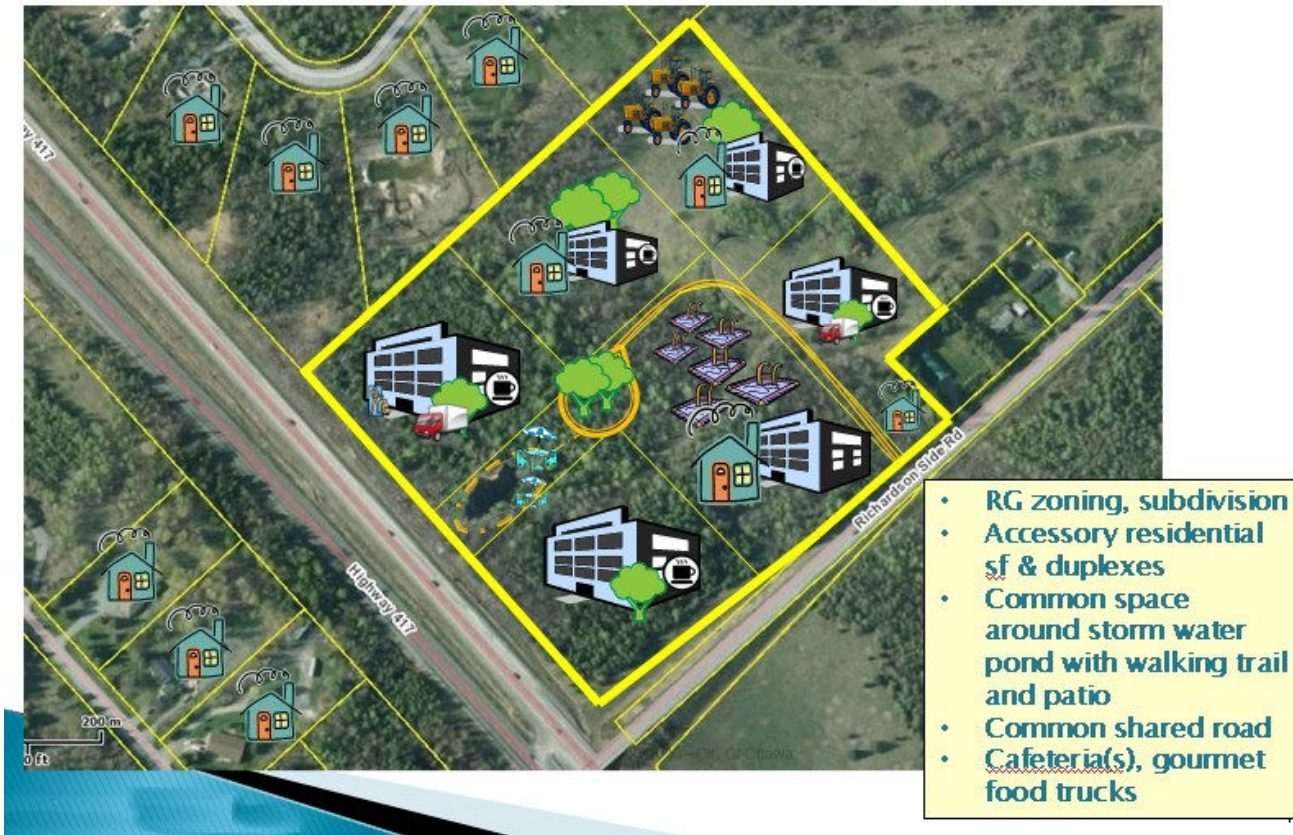 ay 417
Highway 417
Richardson Side Rd
200 m
0 ft
• RG zoning, subdivision
• Accessory residential
sf & duplexes
• Common space
around storm water
pond with walking trail
and patio
• Common shared road
• Cafeteria(s), gourmet
food trucks